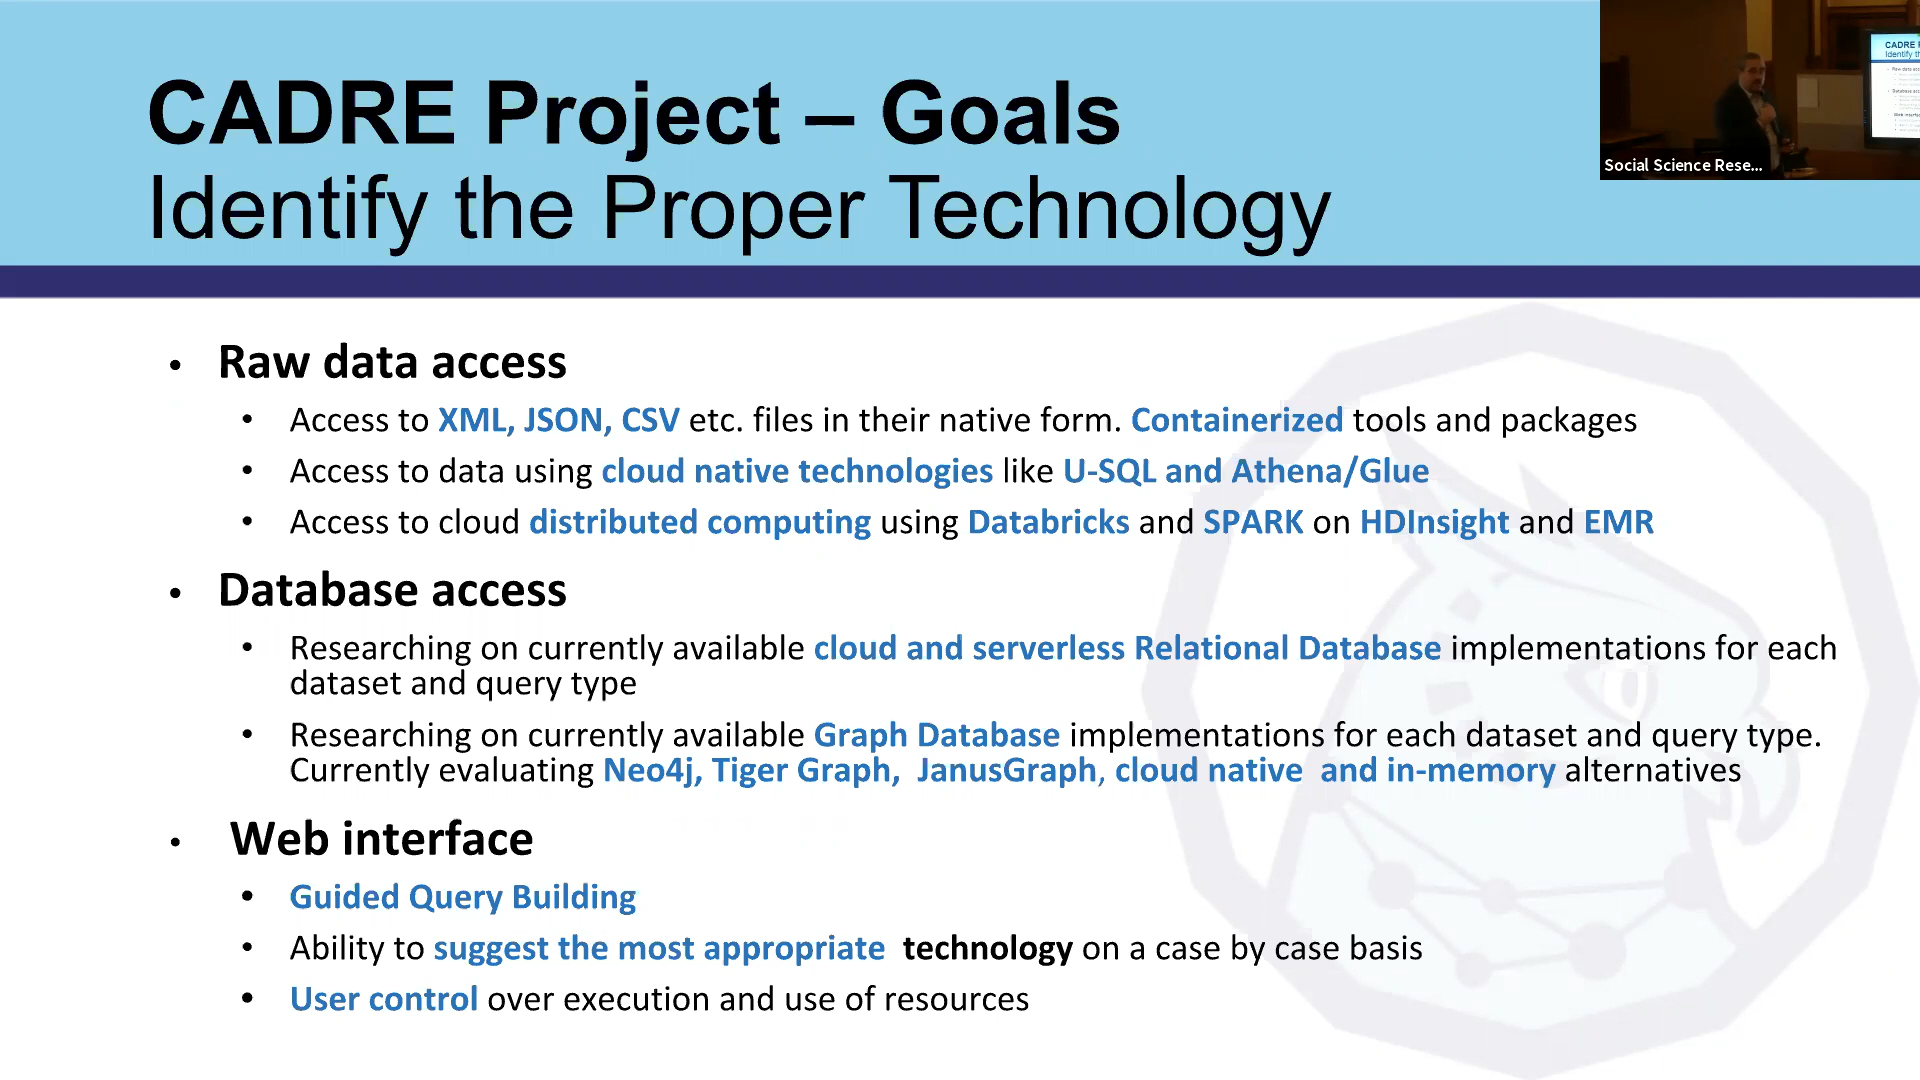 CADRE Project – Goals
Identify the Proper Technology
Social Science Rese...
• Raw data access
• Access to XML, JSON, CSV etc. files in their native form. Containerized tools and packages
• Access to data using cloud native technologies like U-SQL and Athena/Glue
• Access to cloud distributed computing using Databricks and SPARK on HDInsight and EMR
• Database access
• Researching on currently available cloud and serverless Relational Database implementations for each
dataset and query type
• Researching on currently available Graph Database implementations for each dataset and query type.
Currently evaluating Neo4j, Tiger Graph,  JanusGraph, cloud native  and in-memory alternatives
• Web interface
• Guided Query Building
• Ability to suggest the most appropriate  technology on a case by case basis
• User control over execution and use of resources